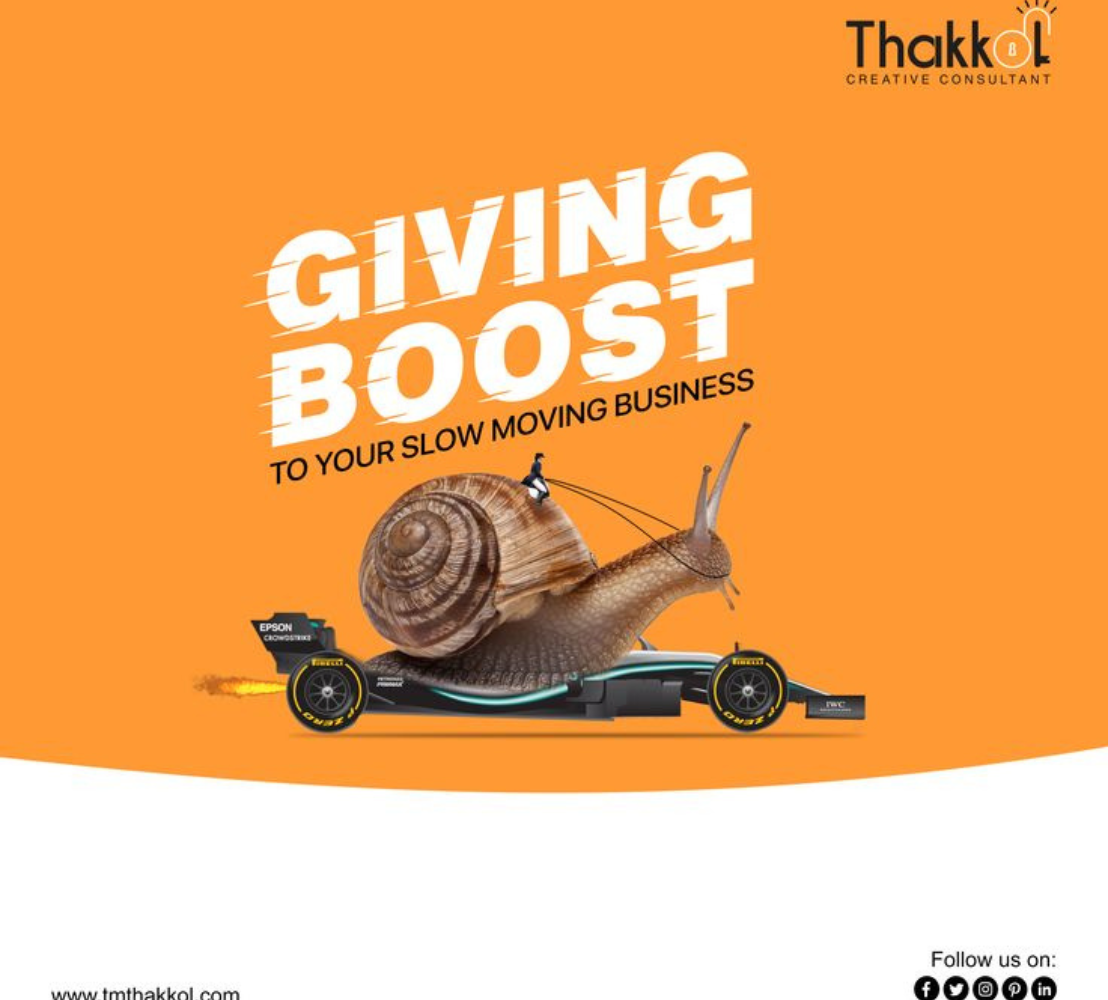 Thakkol
CREATIVE CONSULTANT
GIVING
BOOST
TO YOUR SLOW MOVING BUSINESS
EPSON
CROWDSTRIKE
PIRELLI
P ZERO
PETRONAS
PIRELLI
P ZERO
IWC
Follow us on:
www.tmthakkol.com